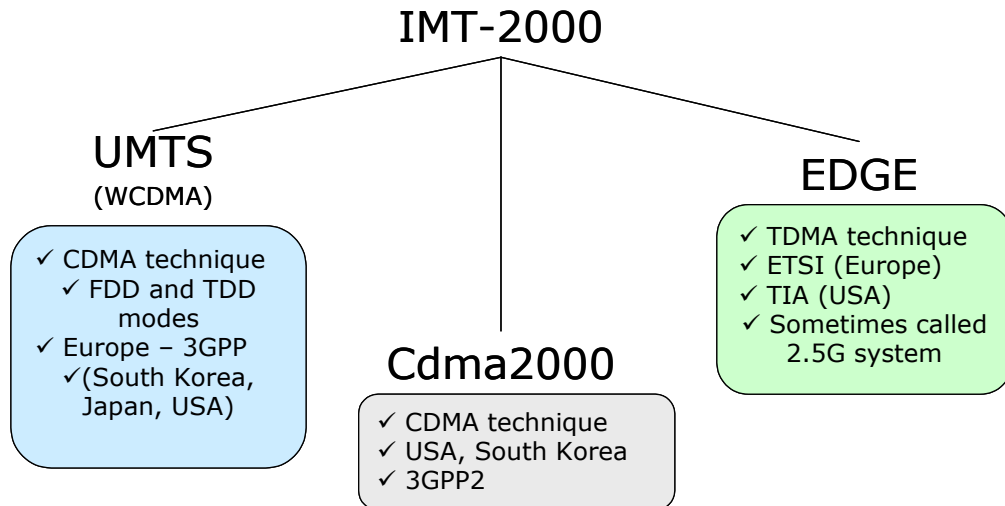 IMT-2000
UMTS
(WCDMA)
✓ CDMA technique
✓ FDD and TDD
modes
✓ Europe – 3GPP
✓(South Korea,
Japan, USA)
Cdma2000
✓ CDMA technique
✓ USA, South Korea
✓ 3GPP2
EDGE
✓ TDMA technique
✓ ETSI (Europe)
✓ TIA (USA)
✓ Sometimes called
2.5G system